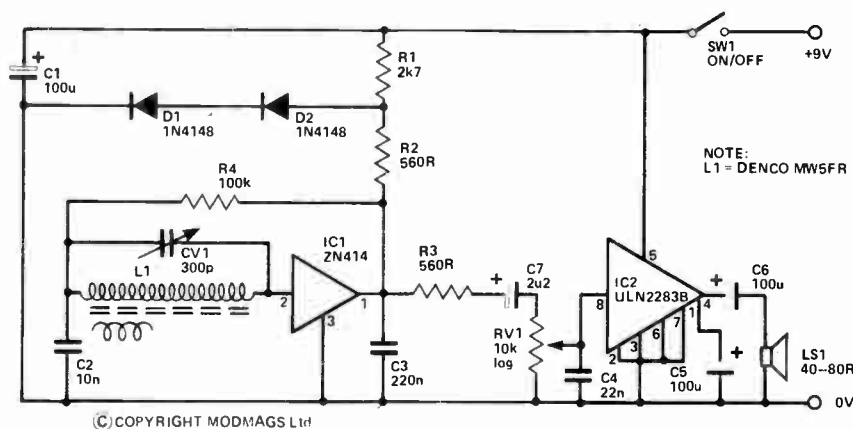 C1
100u
+
D1
1N4148
D2
1N4148
R1
2k7
R2
560R
SW1
ON/OFF
+9V
NOTE:
L1 = DENCO MW5FR
R4
100k
L1
CV1
300p
IC1
ZN414
2
1
3
R3
560R
+
C7
2u2
C2
10n
C3
220n
RV1
10k
log
8
IC2
ULN2283B
5
4
1
7
6
3
2
C4
22n
C5
100u
+
+
C6
100u
LS1
40--80R
0V
(C) COPYRIGHT MODMAGS Ltd